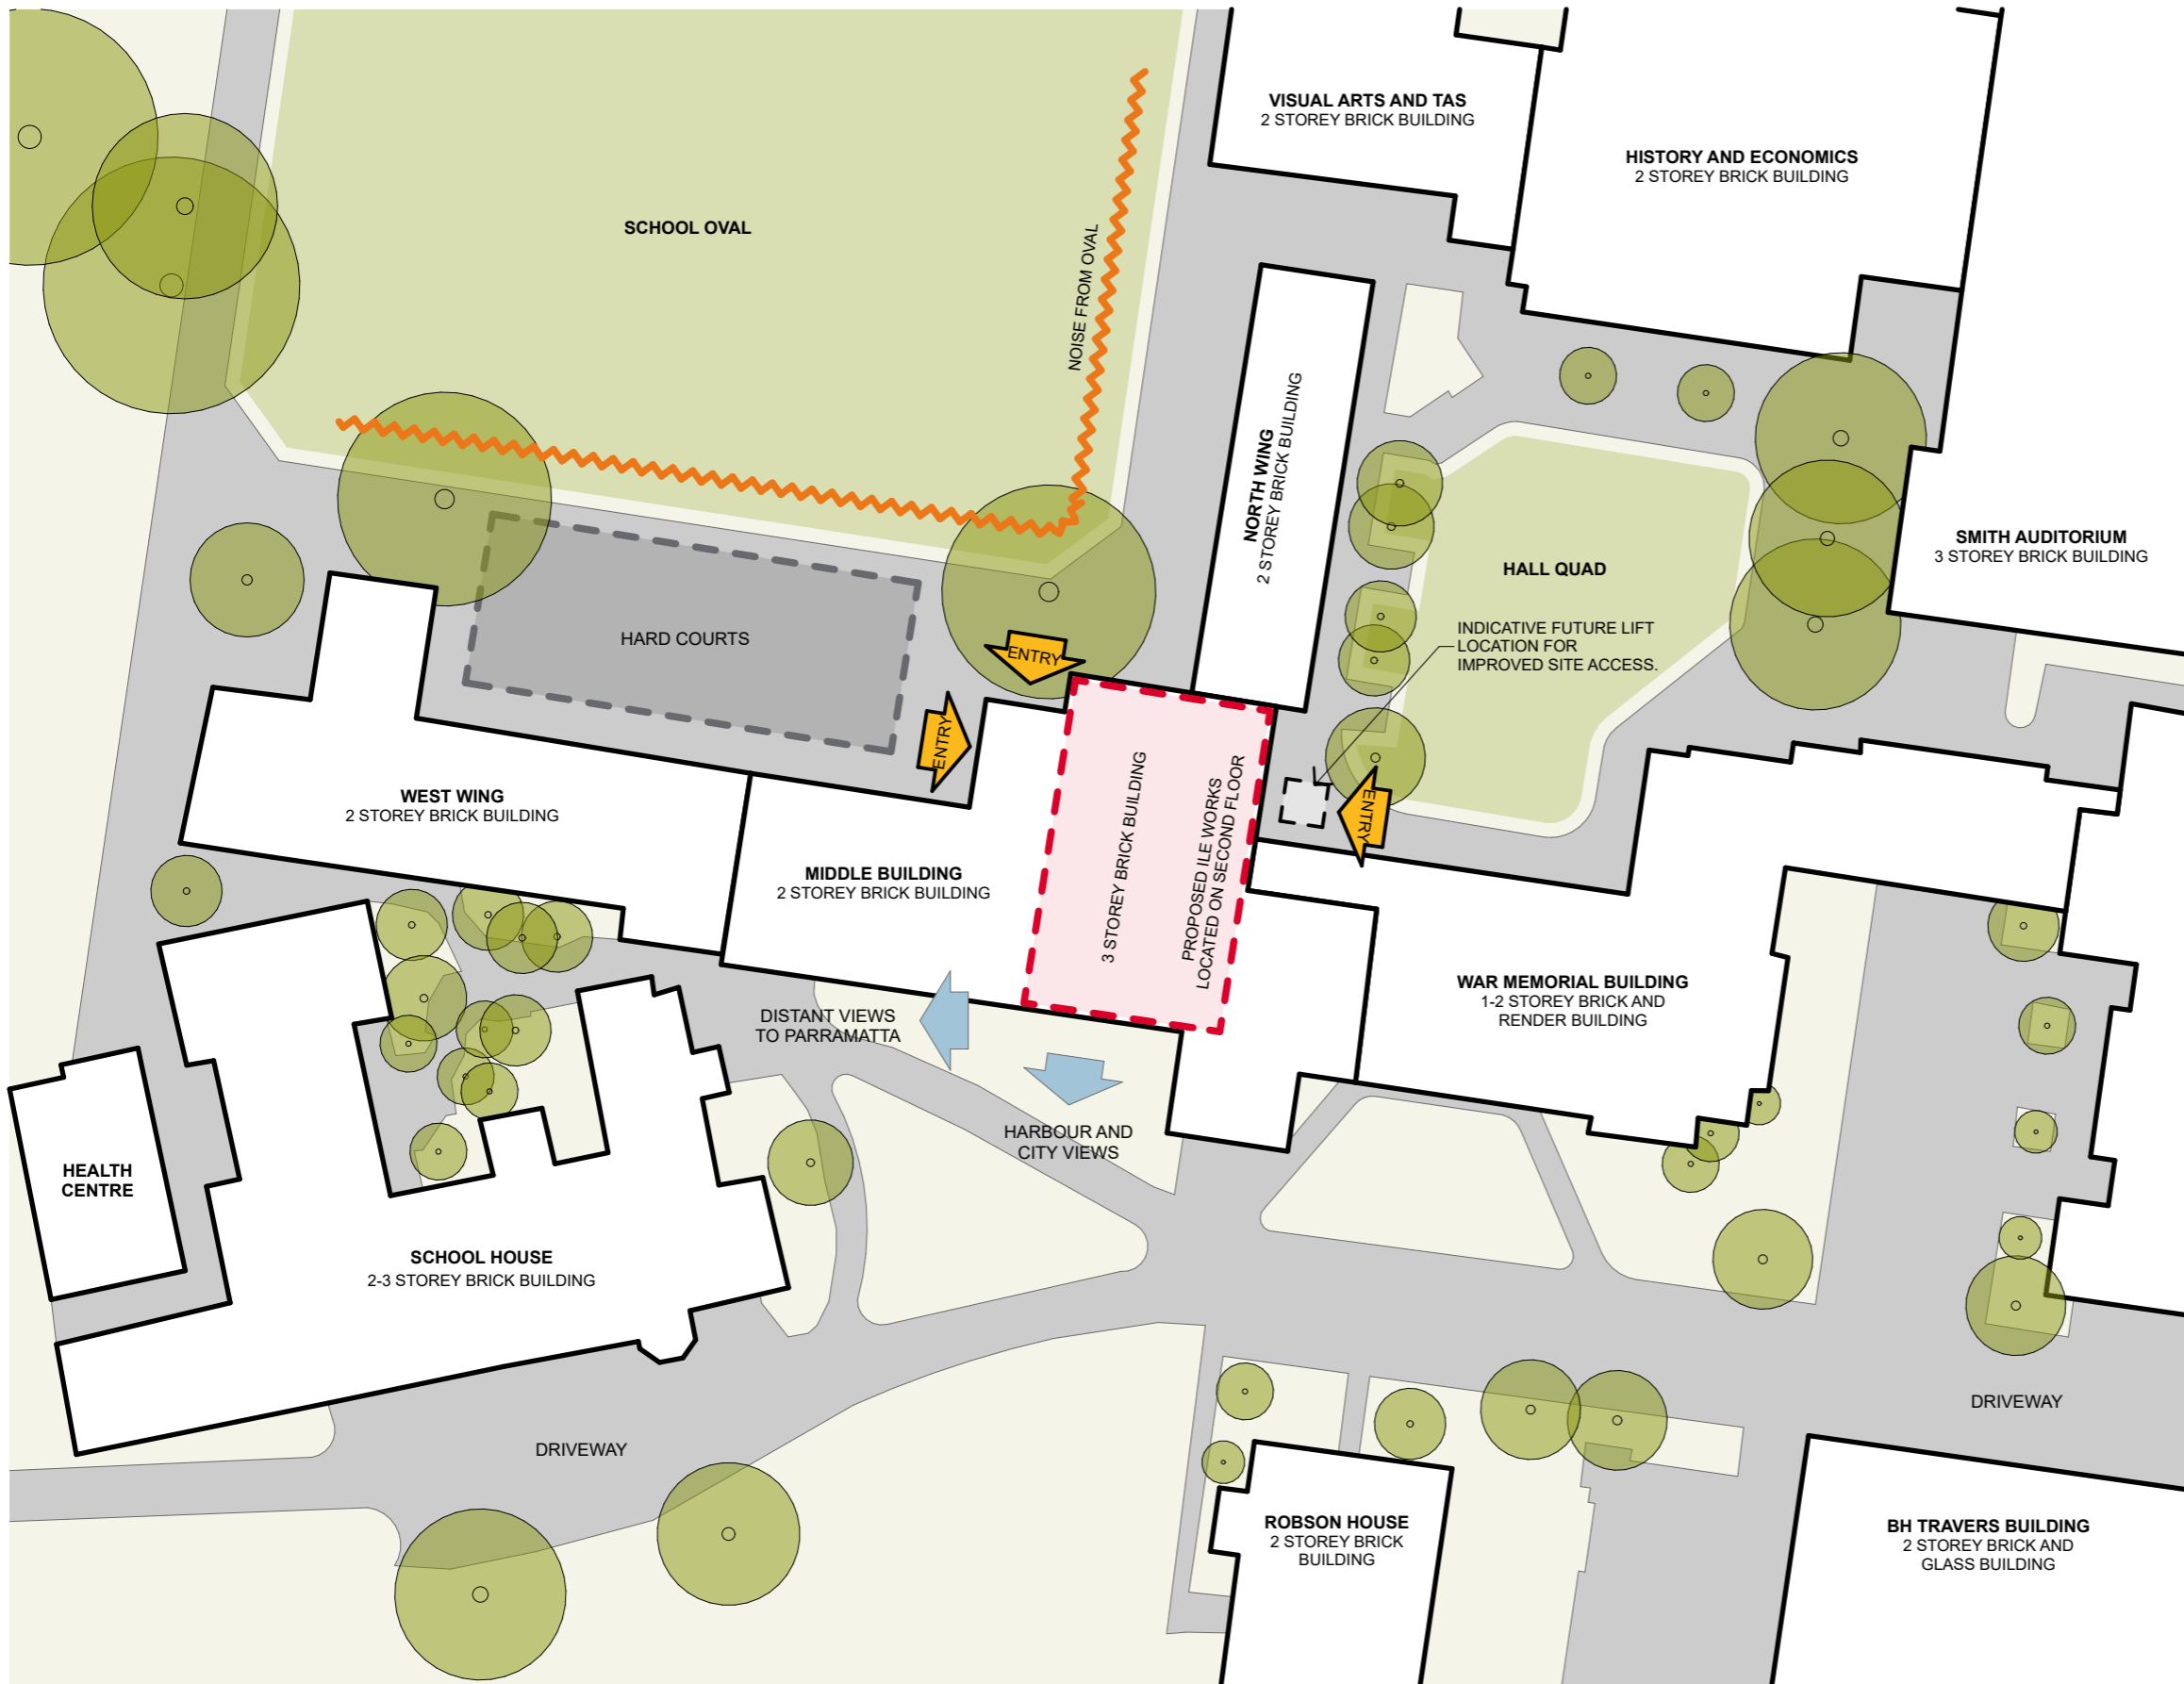 VISUAL ARTS AND TAS
2 STOREY BRICK BUILDING
HISTORY AND ECONOMICS
2 STOREY BRICK BUILDING
SCHOOL OVAL
NOISE FROM OVAL
NORTH WING
2 STOREY BRICK BUILDING
SMITH AUDITORIUM
3 STOREY BRICK BUILDING
HALL QUAD
INDICATIVE FUTURE LIFT
LOCATION FOR
IMPROVED SITE ACCESS.
HARD COURTS
ENTRY
ENTRY
ENTRY
WEST WING
2 STOREY BRICK BUILDING
MIDDLE BUILDING
2 STOREY BRICK BUILDING
3 STOREY BRICK BUILDING
PROPOSED ILE WORKS
LOCATED ON SECOND FLOOR
WAR MEMORIAL BUILDING
1-2 STOREY BRICK AND
RENDER BUILDING
DISTANT VIEWS
TO PARRAMATTA
HARBOUR AND
CITY VIEWS
HEALTH
CENTRE
SCHOOL HOUSE
2-3 STOREY BRICK BUILDING
DRIVEWAY
DRIVEWAY
ROBSON HOUSE
2 STOREY BRICK
BUILDING
BH TRAVERS BUILDING
2 STOREY BRICK AND
GLASS BUILDING